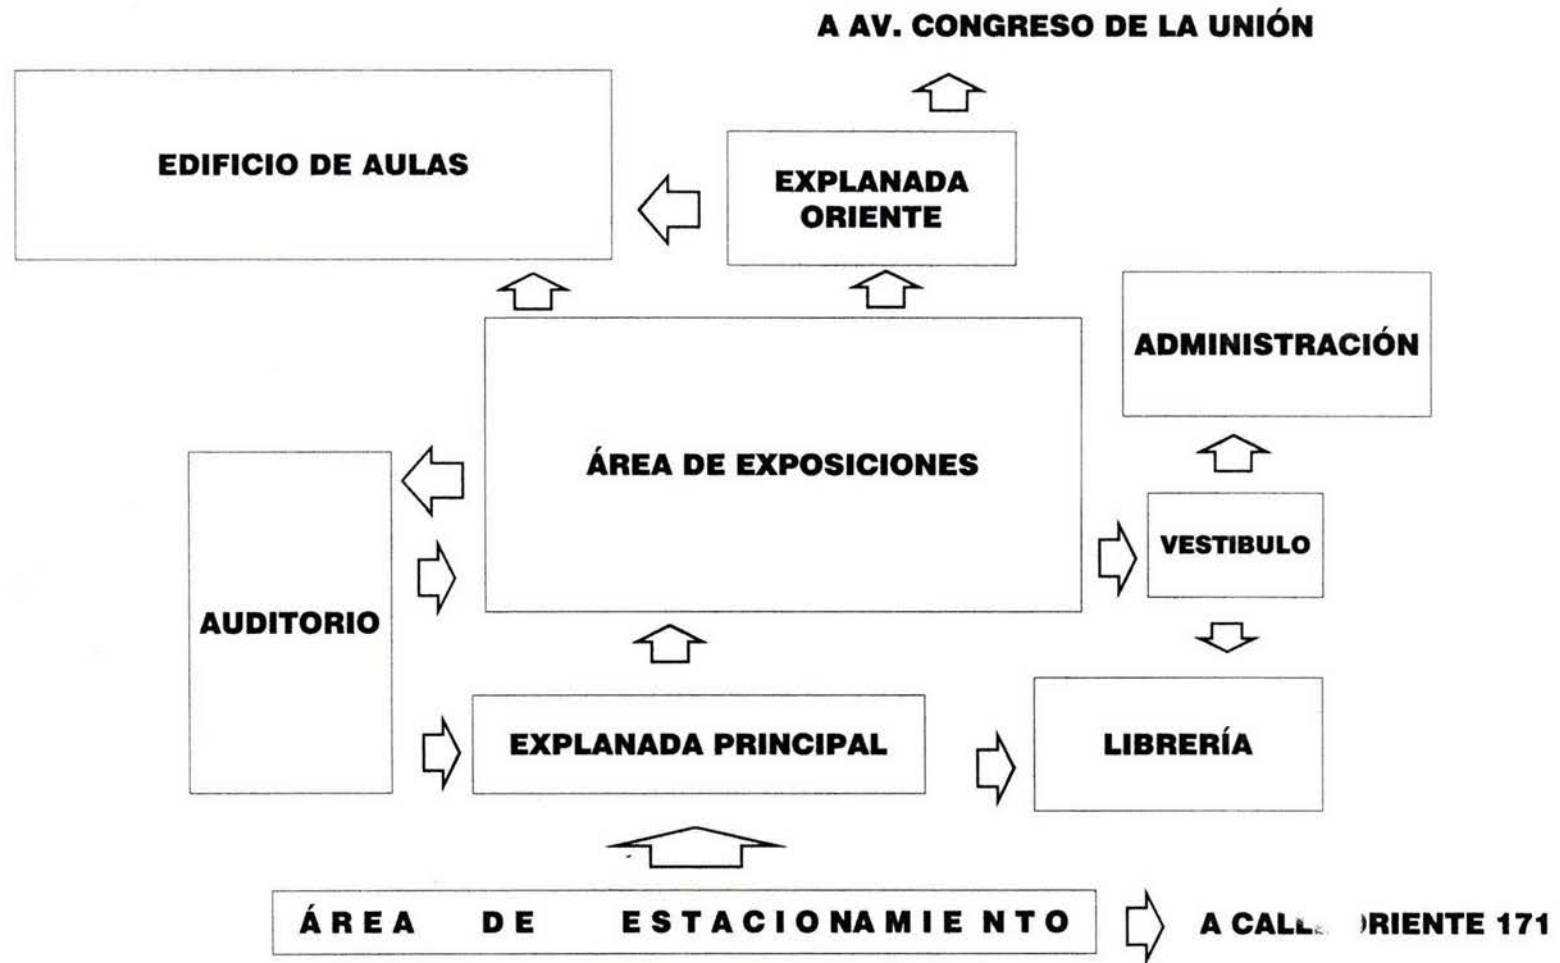 A AV. CONGRESO DE LA UNIÓN
EDIFICIO DE AULAS
EXPLANADA
ORIENTE
ADMINISTRACIÓN
ÁREA DE EXPOSICIONES
VESTIBULO
AUDITORIO
EXPLANADA PRINCIPAL
LIBRERÍA
ÁREA DE ESTACIONAMIENTO
A 171